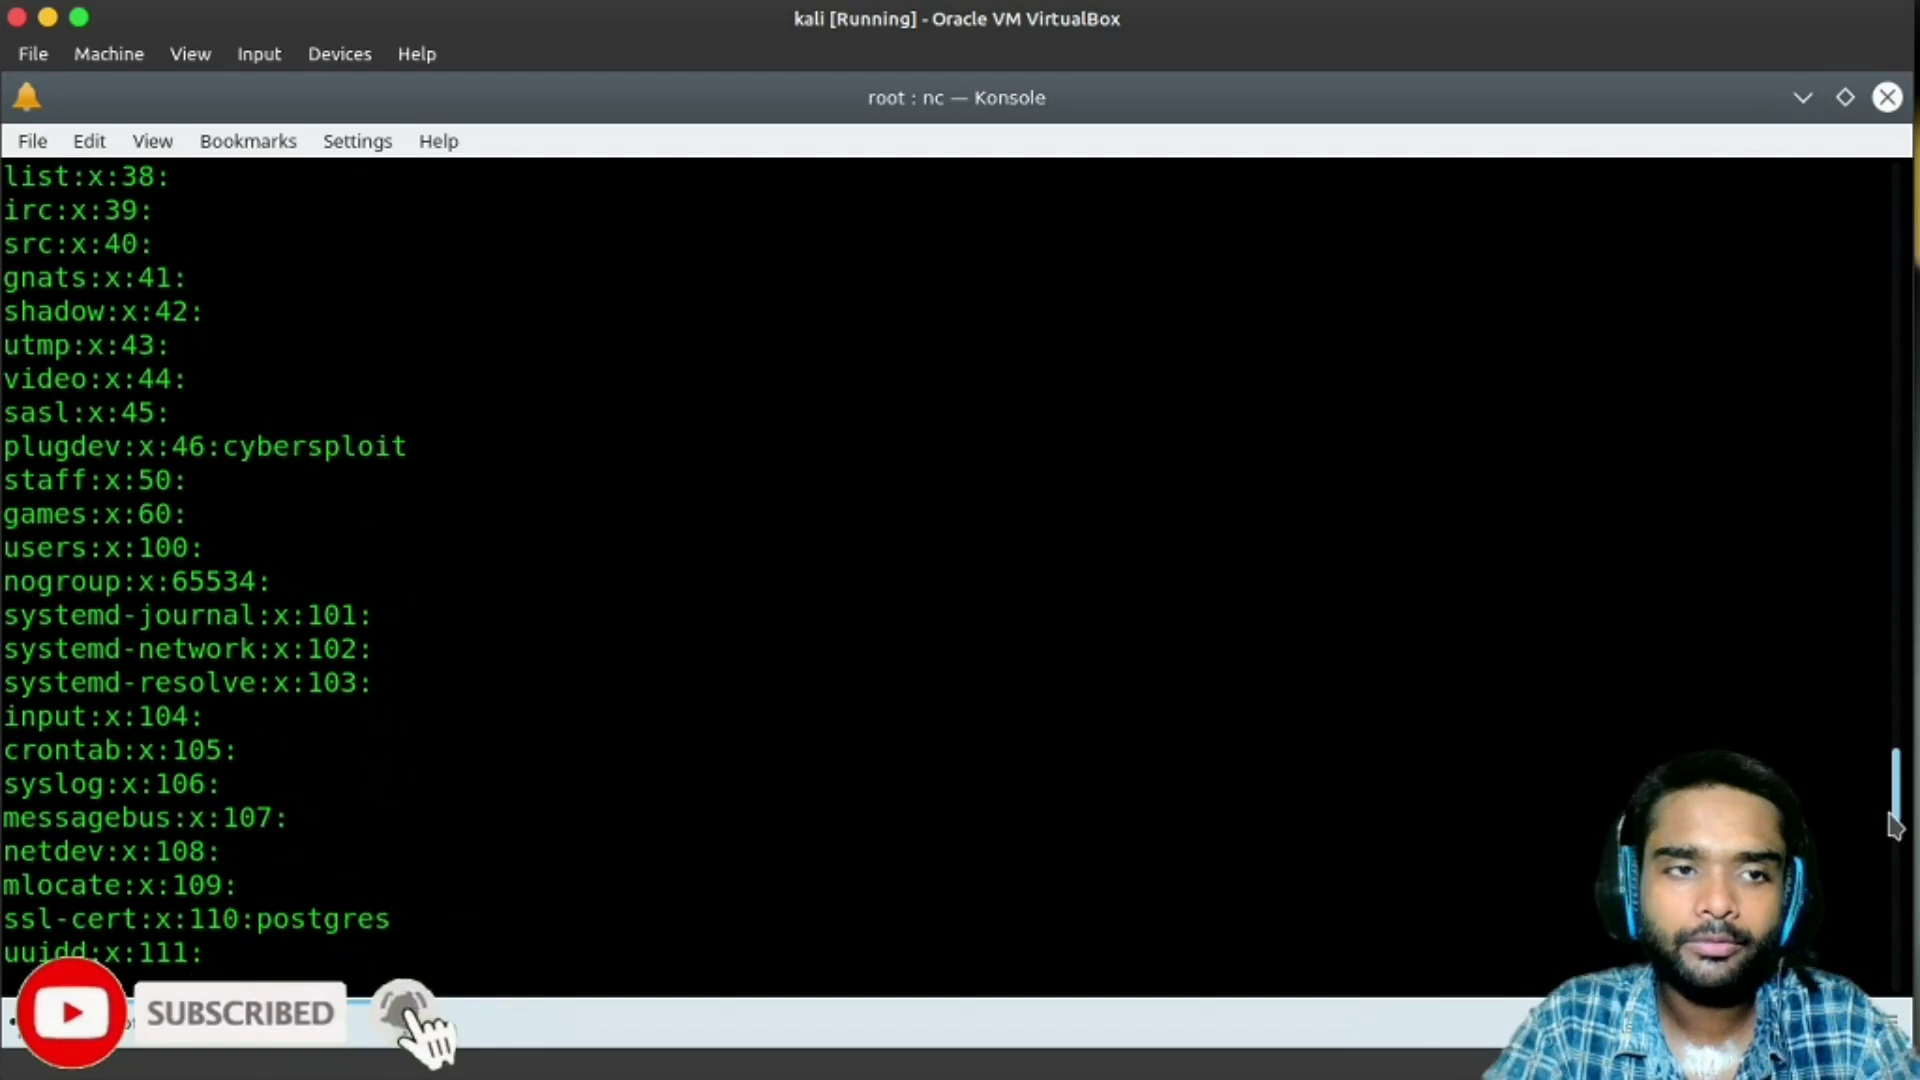 kali [Running] - Oracle VM VirtualBox
File Machine View Input Devices Help
root : nc — Konsole
File Edit View Bookmarks Settings Help
list:x:38:
irc:x:39:
src:x:40:
gnats:x:41:
shadow:x:42:
utmp:x:43:
video:x:44:
sasl:x:45:
plugdev:x:46:cybersploit
staff:x:50:
games:x:60:
users:x:100:
nogroup:x:65534:
systemd-journal:x:101:
systemd-network:x:102:
systemd-resolve:x:103:
input:x:104:
crontab:x:105:
syslog:x:106:
messagebus:x:107:
netdev:x:108:
mlocate:x:109:
ssl-cert:x:110:postgres
uuidd:x:111:
SUBSCRIBED